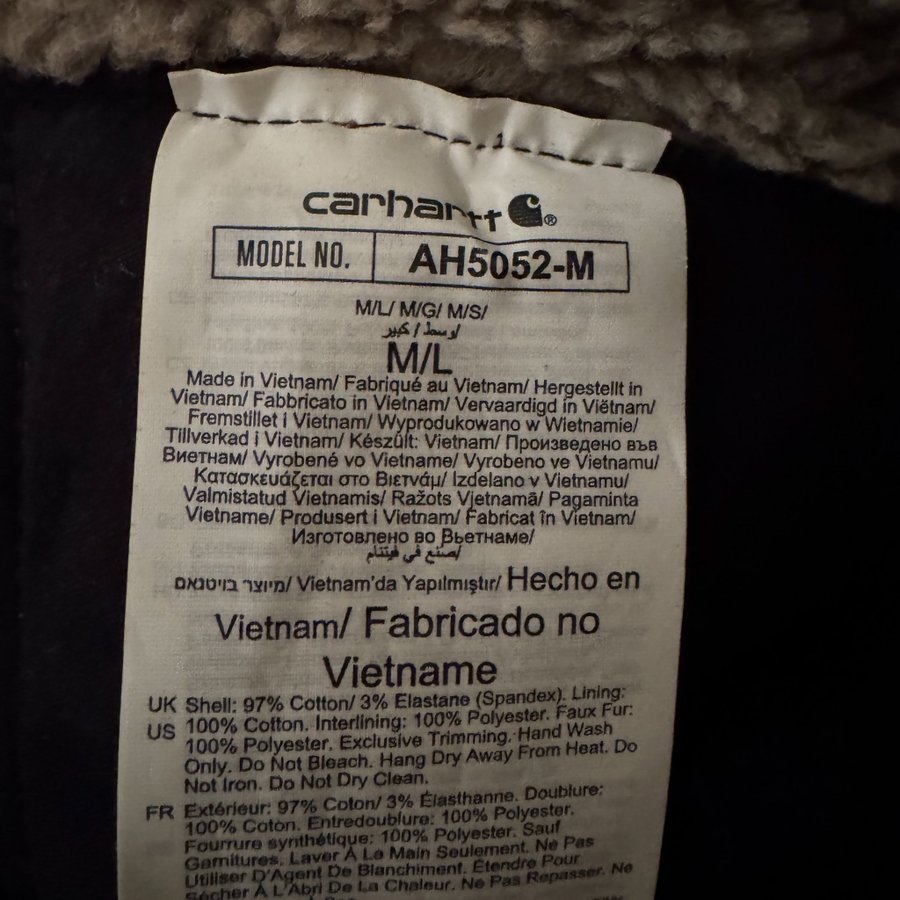 carhartt ®
MODEL NO. AH5052-M
M/L/ M/G/ M/S/
وسط / كبير/
M/L
Made in Vietnam/ Fabriqué au Vietnam/ Hergestellt in
Vietnam/ Fabbricato in Vietnam/ Vervaardigd in Viëtnam/
Fremstillet i Vietnam/ Wyprodukowano w Wietnamie/
Tillverkad i Vietnam/ Készült: Vietnam/ Произведено във
Виетнам/ Vyrobené vo Vietname/ Vyrobeno ve Vietnamu/
Κατασκευάζεται στο Βιετνάμ/ Izdelano v Vietnamu/
Valmistatud Vietnamis/ Ražots Vjetnamā/ Pagaminta
Vietname/ Produsert i Vietnam/ Fabricat în Vietnam/
Изготовлено во Вьетнаме/
صنع في فيتنام/
מיוצר בויטנאם/ Vietnam'da Yapılmıştır/ Hecho en
Vietnam/ Fabricado no
Vietname
UK Shell: 97% Cotton/ 3% Elastane (Spandex). Lining:
US 100% Cotton. Interlining: 100% Polyester. Faux Fur:
100% Polyester. Exclusive Trimming. Hand Wash
Only. Do Not Bleach. Hang Dry Away From Heat. Do
Not Iron. Do Not Dry Clean.
FR Extérieur: 97% Coton/ 3% Élasthanne. Doublure:
100% Coton. Entredoublure: 100% Polyester.
Fourrure synthétique: 100% Polyester. Sauf
Garnitures. Laver À La Main Seulement. Ne Pas
Utiliser D'Agent De Blanchiment. Étendre Pour
Sécher À L'Abri De La Chaleur. Ne Pas Repasser. Ne